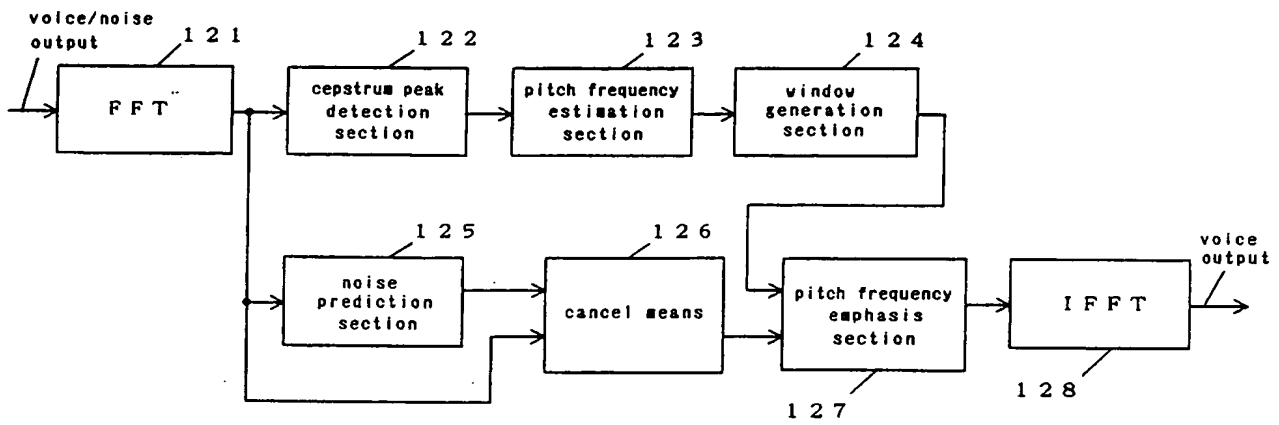 voice/noise
output
121
FFT
122
cepstrum peak
detection
section
123
pitch frequency
estimation
section
124
window
generation
section
125
noise
prediction
section
126
cancel means
pitch frequency
emphasis
section
127
IFFT
128
voice
output